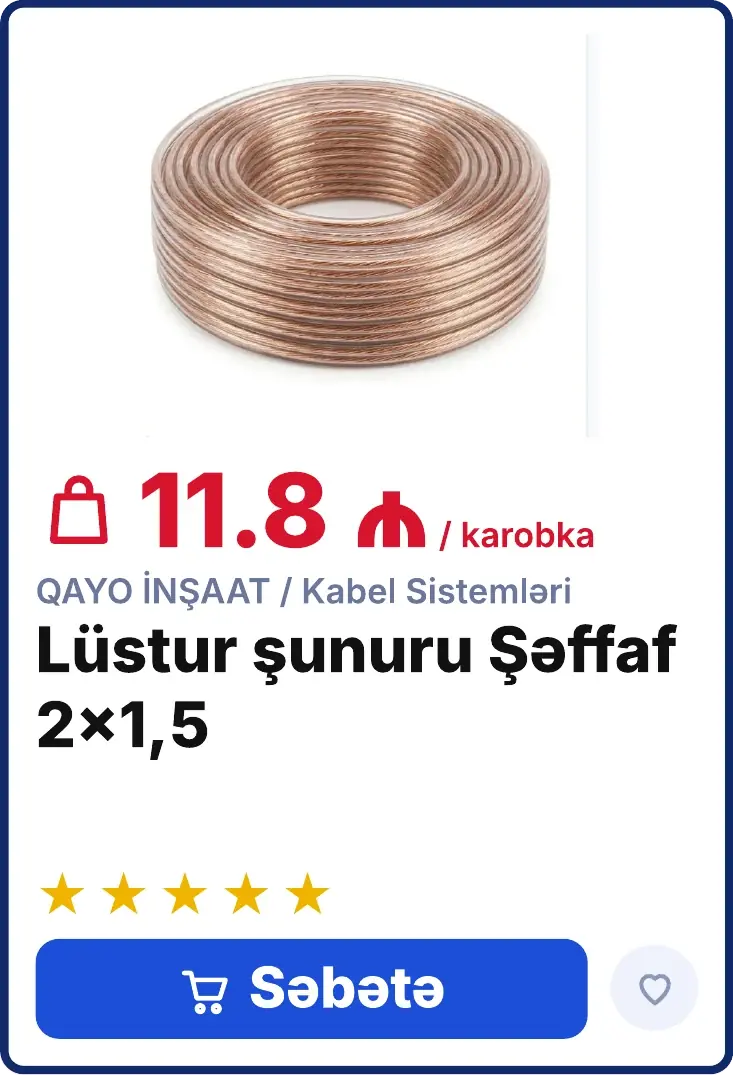 11.8 ₼ / karobka
QAYO İNŞAAT / Kabel Sistemləri
Lüstur şunuru Şəffaf
2×1,5
Səbətə